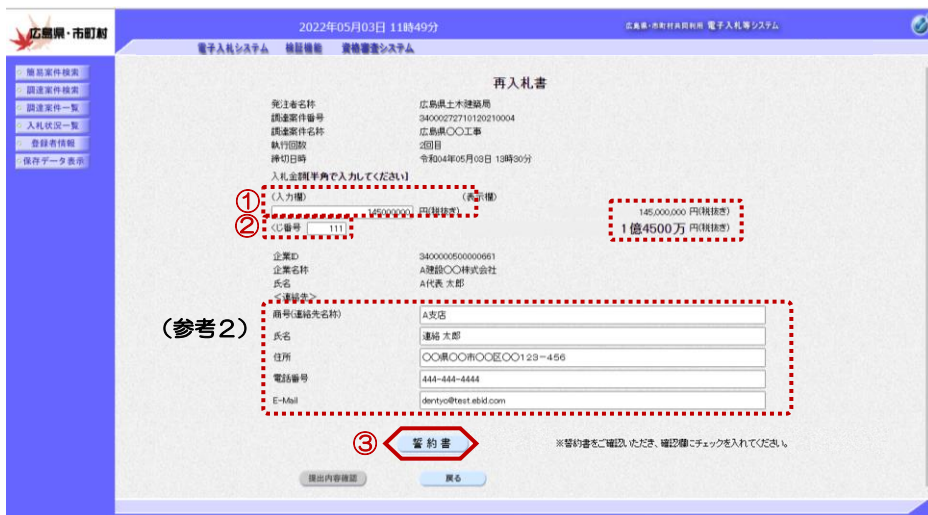 広島県・市町村
2022年05月03日 11時49分
広島県・市町村共同利用 電子入札等システム
電子入札システム 検証機能 資格審査システム
簡易案件検索
調達案件検索
調達案件一覧
入札状況一覧
登録者情報
保存データ表示
再入札書
発注者名称 広島県土木建築局
調達案件番号 34000272710120210004
調達案件名称 広島県〇〇工事
執行回数 2回目
締切日時 令和04年05月03日 13時30分
入札金額[半角で入力してください]
① (入力欄) (表示欄)
145000000 円(税抜き) 145,000,000 円(税抜き)
② くじ番号 111 1億4500万 円(税抜き)
企業ID 3400000500000661
企業名称 A建設〇〇株式会社
氏名 A代表 太郎
<連絡先>
(参考2)
商号(連絡先名称) A支店
氏名 連絡 太郎
住所 〇〇県〇〇市〇〇区〇〇123-456
電話番号 444-444-4444
E-Mail dentyo@test.ebid.com
③ 誓約書 ※誓約書をご確認いただき、確認欄にチェックを入れてください。
提出内容確認 戻る